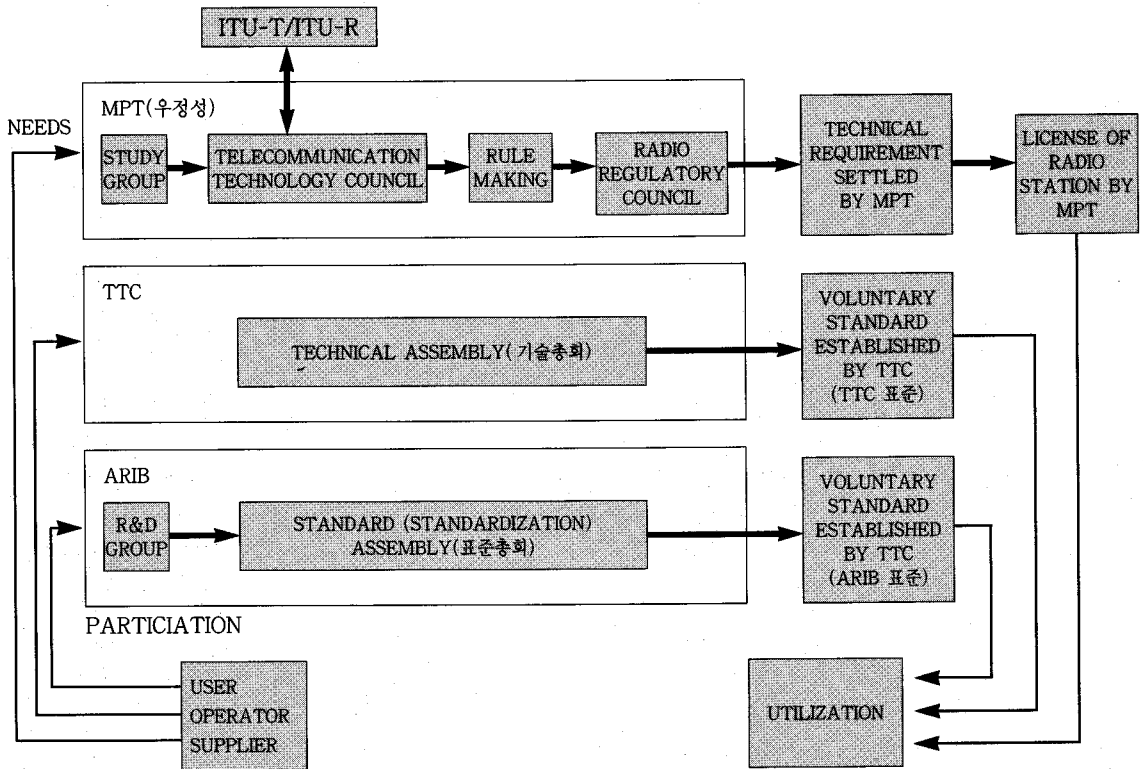 ITU-T/ITU-R
MPT(우정성)
NEEDS
STUDY
GROUP
TELECOMMUNICATION
TECHNOLOGY COUNCIL
RULE
MAKING
RADIO
REGULATORY
COUNCIL
TECHNICAL
REQUIREMENT
SETTLED
BY MPT
LICENSE OF
RADIO
STATION BY
MPT
TTC
TECHNICAL ASSEMBLY(기술총회)
VOLUNTARY
STANDARD
ESTABLISHED
BY TTC
(TTC 표준)
ARIB
R&D
GROUP
STANDARD (STANDARDIZATION)
ASSEMBLY(표준총회)
VOLUNTARY
STANDARD
ESTABLISHED
BY TTC
(ARIB 표준)
PARTICIATION
USER
OPERATOR
SUPPLIER
UTILIZATION